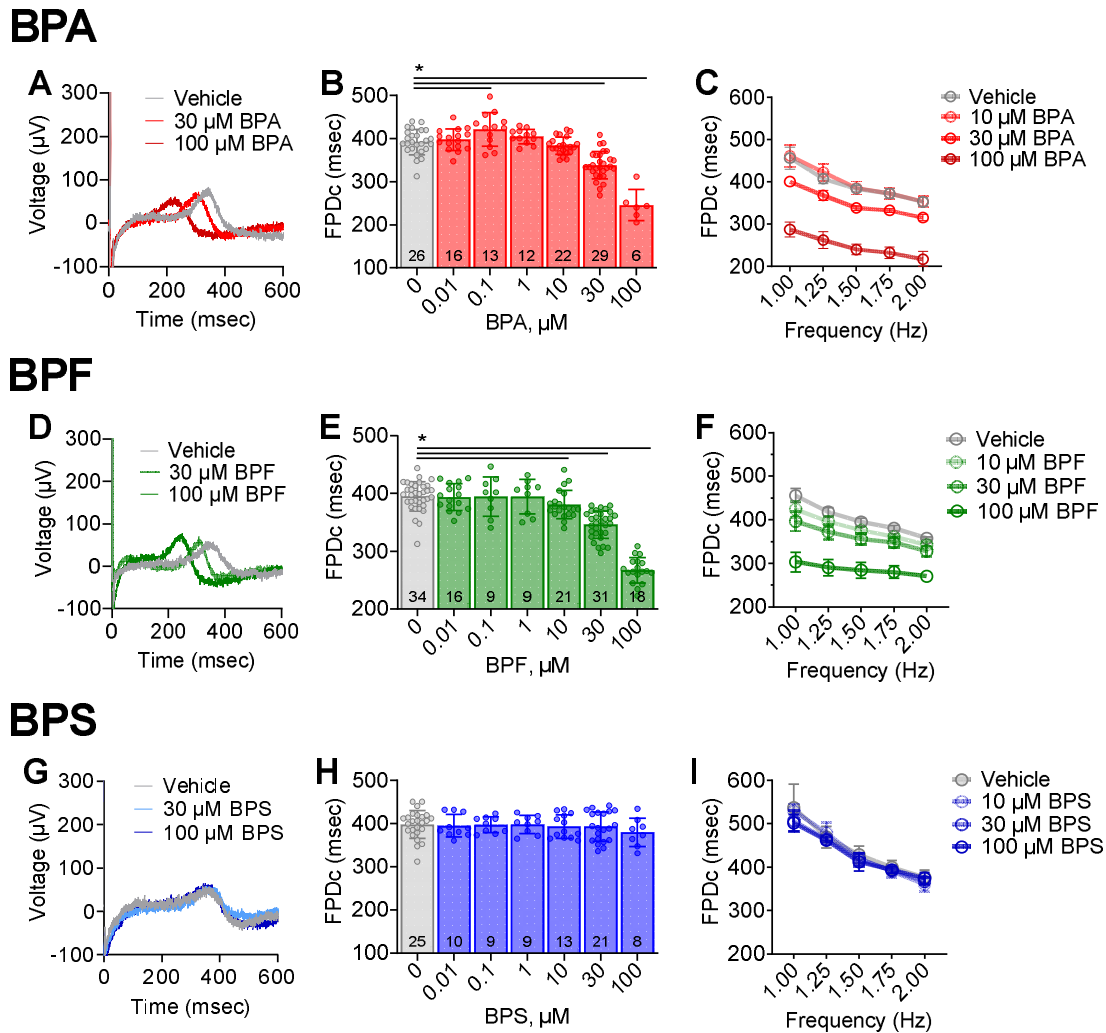 BPA
A
Voltage (µV)
300
200
100
0
-100
Vehicle
30 µM BPA
100 µM BPA
0
200
400
600
Time (msec)
B
*
FPDc (msec)
500
400
300
200
100
26
16
13
12
22
29
6
0
0.01
0.1
1
10
30
100
BPA, µM
C
FPDc (msec)
600
500
400
300
200
Vehicle
10 µM BPA
30 µM BPA
100 µM BPA
1.00
1.25
1.50
1.75
2.00
Frequency (Hz)
BPF
D
Voltage (µV)
300
200
100
0
-100
Vehicle
30 µM BPF
100 µM BPF
0
200
400
600
Time (msec)
E
*
FPDc (msec)
500
400
300
200
34
16
9
9
21
31
18
0
0.01
0.1
1
10
30
100
BPF, µM
F
FPDc (msec)
600
500
400
300
200
Vehicle
10 µM BPF
30 µM BPF
100 µM BPF
1.00
1.25
1.50
1.75
2.00
Frequency (Hz)
BPS
G
Voltage (µV)
300
200
100
0
-100
Vehicle
30 µM BPS
100 µM BPS
0
200
400
600
Time (msec)
H
FPDc (msec)
500
400
300
200
100
25
10
9
9
13
21
8
0
0.01
0.1
1
10
30
100
BPS, µM
I
FPDc (msec)
600
500
400
300
200
Vehicle
10 µM BPS
30 µM BPS
100 µM BPS
1.00
1.25
1.50
1.75
2.00
Frequency (Hz)